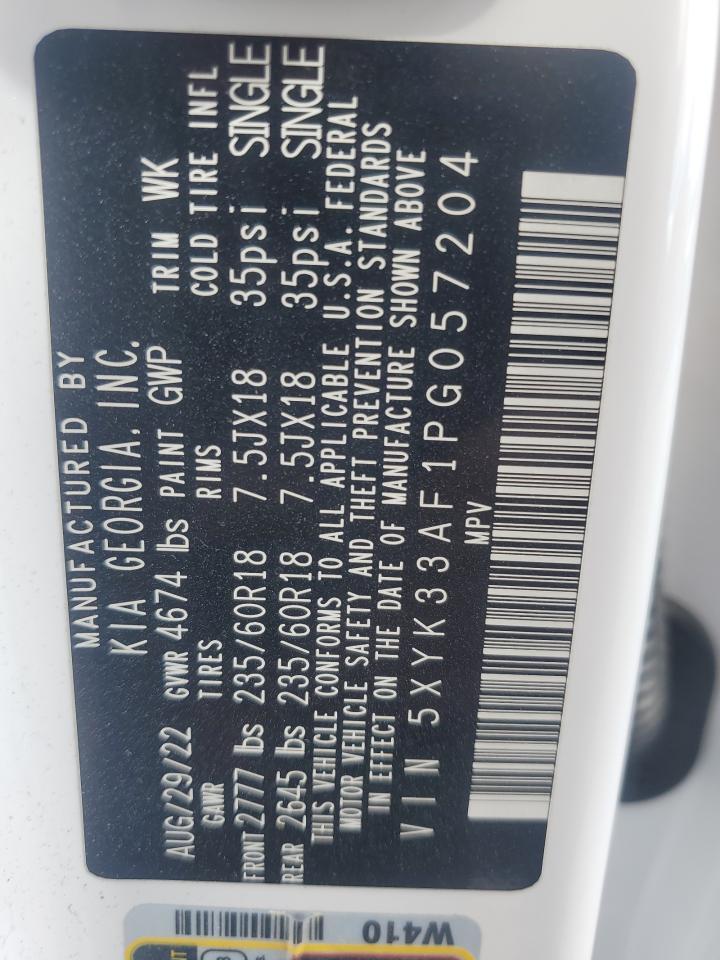 MANUFACTURED BY
KIA GEORGIA, INC.
AUG/29/22 GVWR 4674 lbs PAINT GWP TRIM WK
GAWR TIRES RIMS COLD TIRE INFL
FRONT 2777 lbs 235/60R18 7.5JX18 35psi SINGLE
REAR 2645 lbs 235/60R18 7.5JX18 35psi SINGLE
THIS VEHICLE CONFORMS TO ALL APPLICABLE U.S.A. FEDERAL
MOTOR VEHICLE SAFETY AND THEFT PREVENTION STANDARDS
IN EFFECT ON THE DATE OF MANUFACTURE SHOWN ABOVE
VIN 5XYK33AF1PG057204
MPV
W410